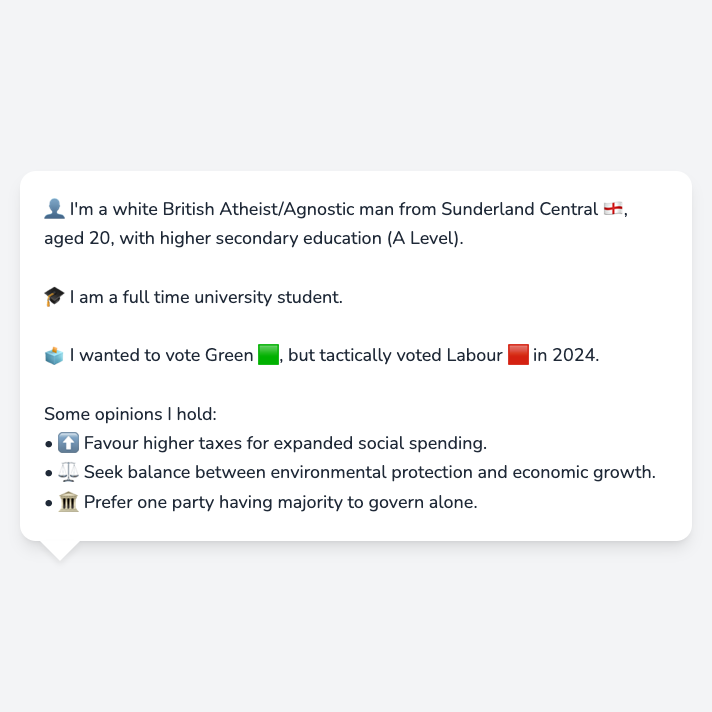 👤 I'm a white British Atheist/Agnostic man from Sunderland Central 🏴󠁧󠁢󠁥󠁮󠁧󠁿,
aged 20, with higher secondary education (A Level).
🎓 I am a full time university student.
🗳️ I wanted to vote Green 🟩, but tactically voted Labour 🟥 in 2024.
Some opinions I hold:
• ⬆️ Favour higher taxes for expanded social spending.
• ⚖️ Seek balance between environmental protection and economic growth.
• 🏛️ Prefer one party having majority to govern alone.